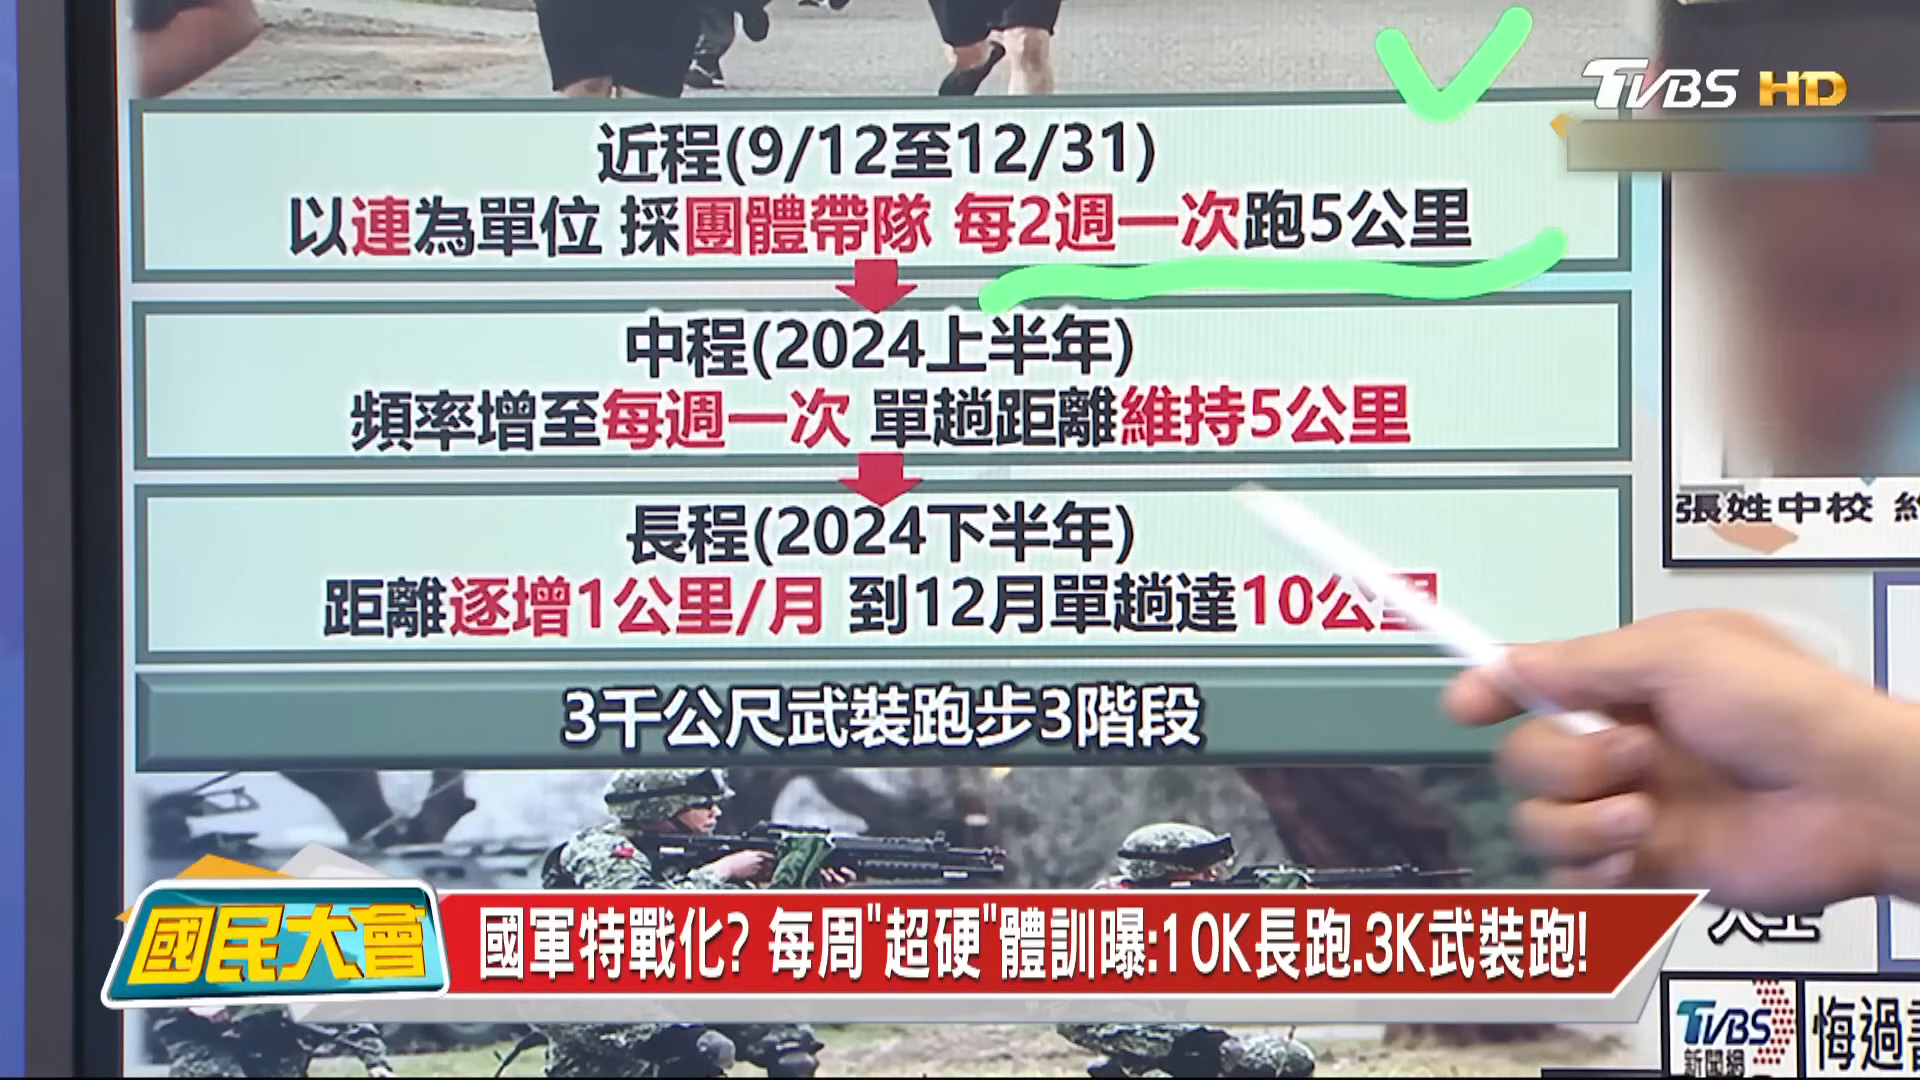 TVBS HD
近程(9/12至12/31)
以連為單位 採團體帶隊 每2週一次跑5公里
中程(2024上半年)
頻率增至每週一次 單趟距離維持5公里
長程(2024下半年)
距離逐增1公里/月 到12月單趟達10公里
3千公尺武裝跑步3階段
張姓中校
國民大會
國軍特戰化? 每周"超硬"體訓曝:10K長跑.3K武裝跑!
TVBS
新聞網
悔過書